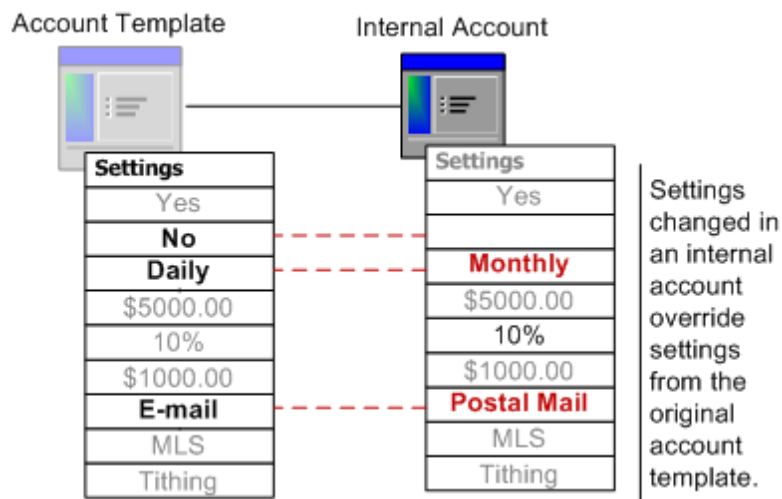 Account Template
Internal Account
Settings
Yes
No
Daily
$5000.00
10%
$1000.00
E-mail
MLS
Tithing
Settings
Yes
Monthly
$5000.00
10%
$1000.00
Postal Mail
MLS
Tithing
Settings
changed in
an internal
account
override
settings
from the
original
account
template.